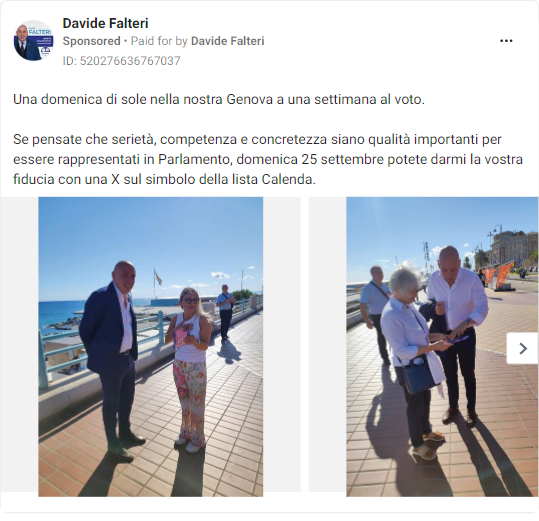 Davide Falteri
Sponsored • Paid for by Davide Falteri
ID: 520276636767037
Una domenica di sole nella nostra Genova a una settimana al voto.
Se pensate che serietà, competenza e concretezza siano qualità importanti per
essere rappresentati in Parlamento, domenica 25 settembre potete darmi la vostra
fiducia con una X sul simbolo della lista Calenda.
FALTERI